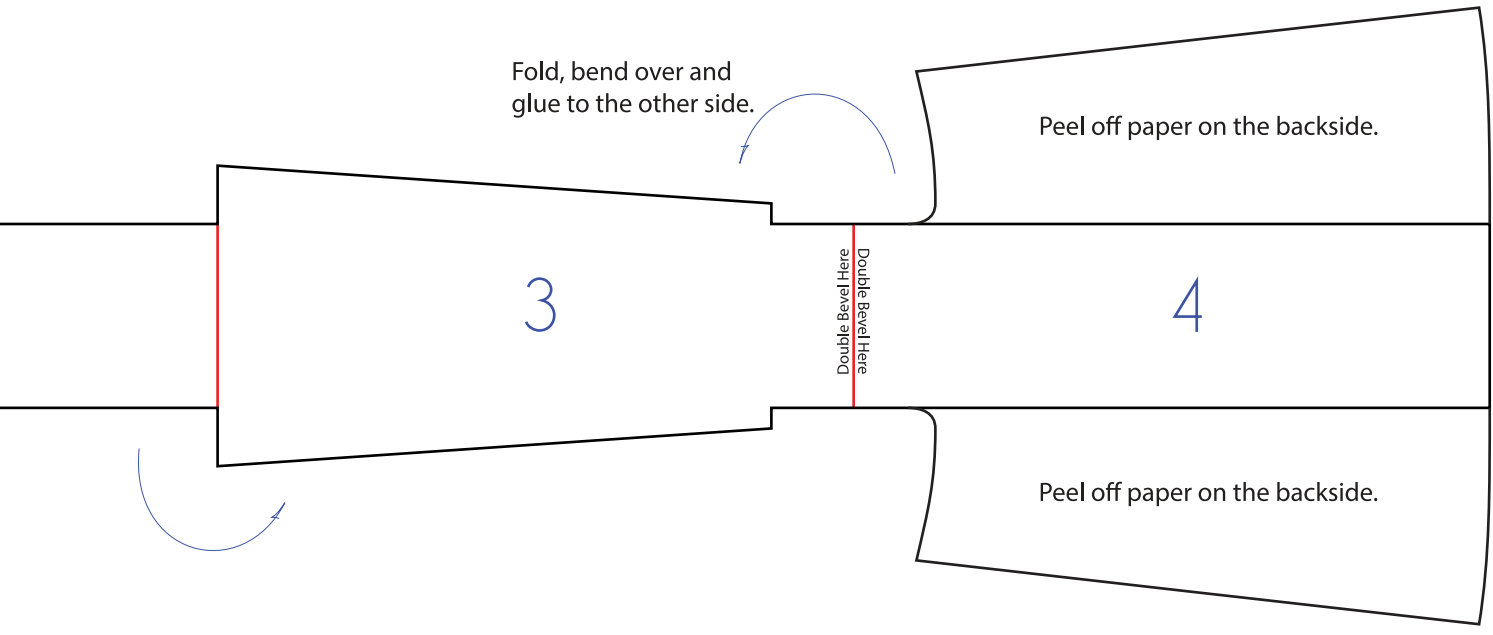 Fold, bend over and
glue to the other side.
Peel off paper on the backside.
3
Double Bevel Here
Double Bevel Here
4
Peel off paper on the backside.